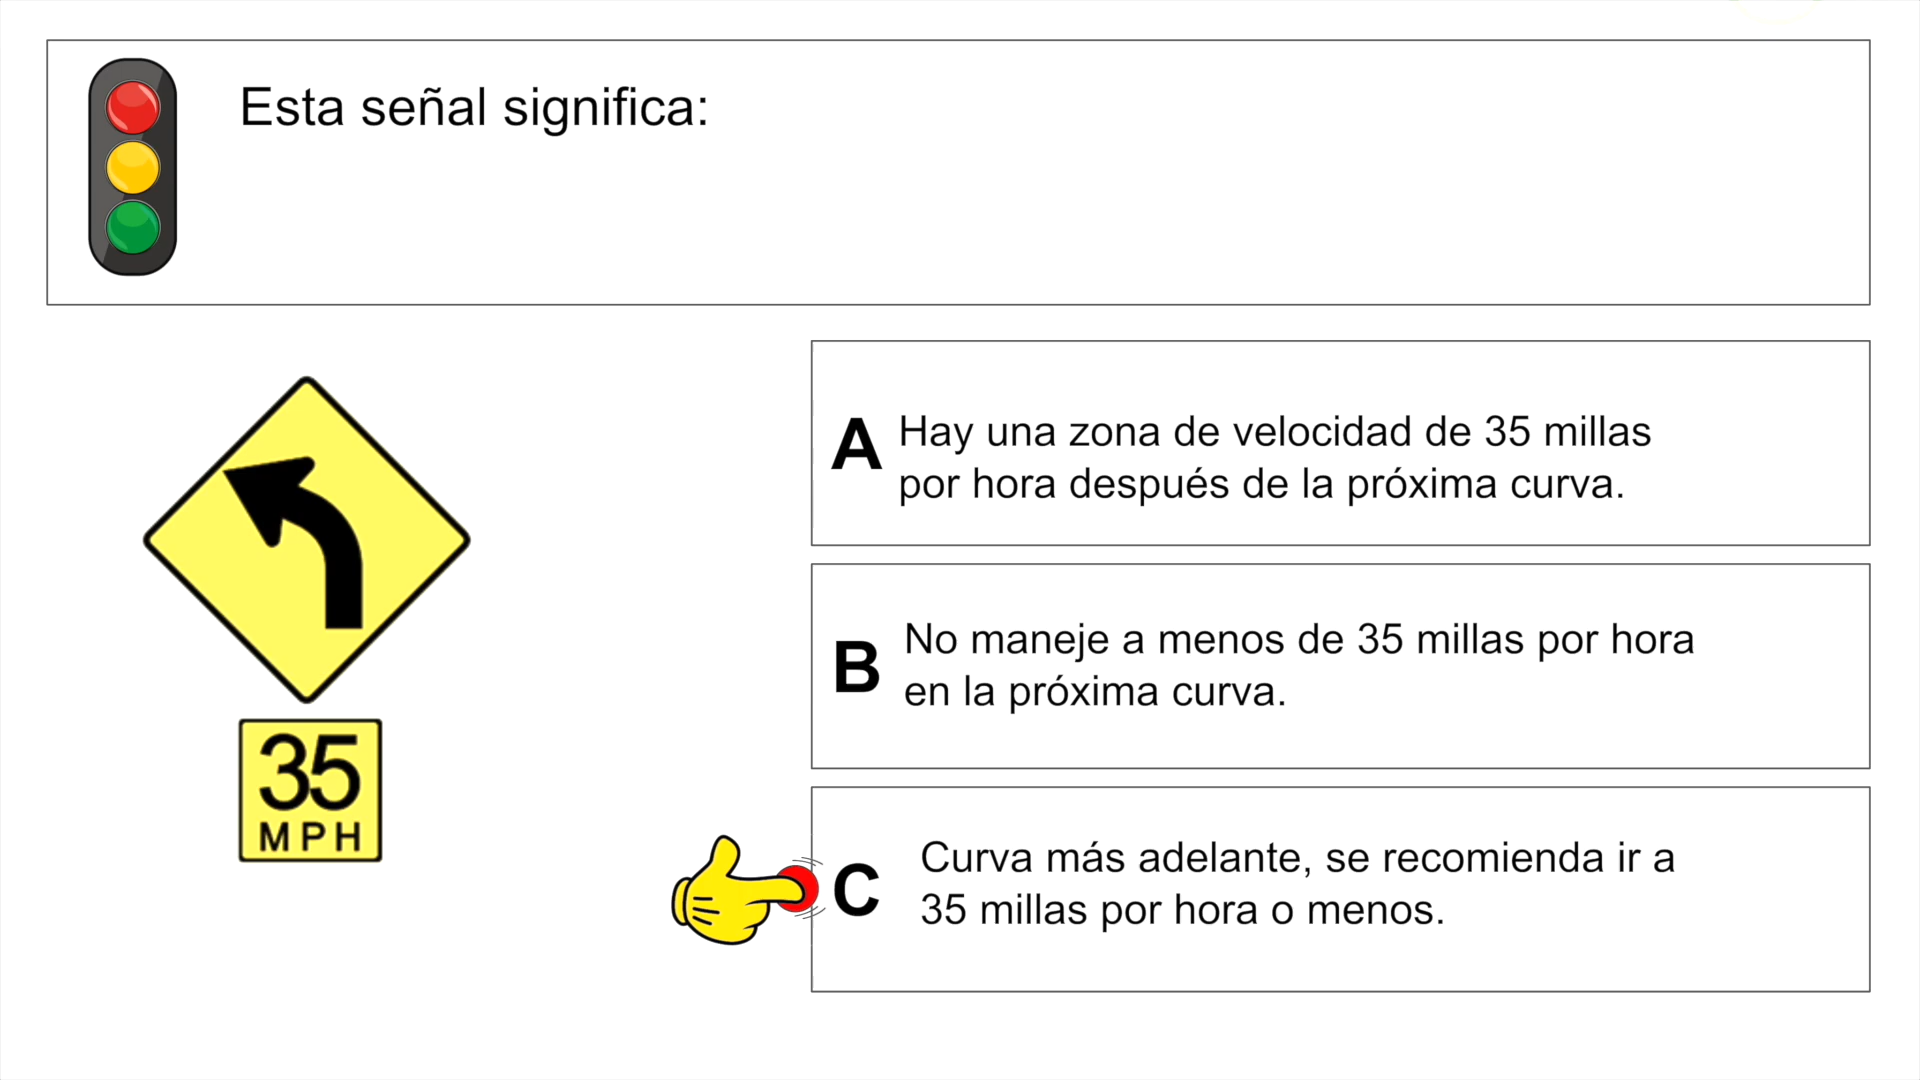 Esta señal significa:
A
Hay una zona de velocidad de 35 millas
por hora después de la próxima curva.
B
No maneje a menos de 35 millas por hora
en la próxima curva.
C
Curva más adelante, se recomienda ir a
35 millas por hora o menos.
35
MPH